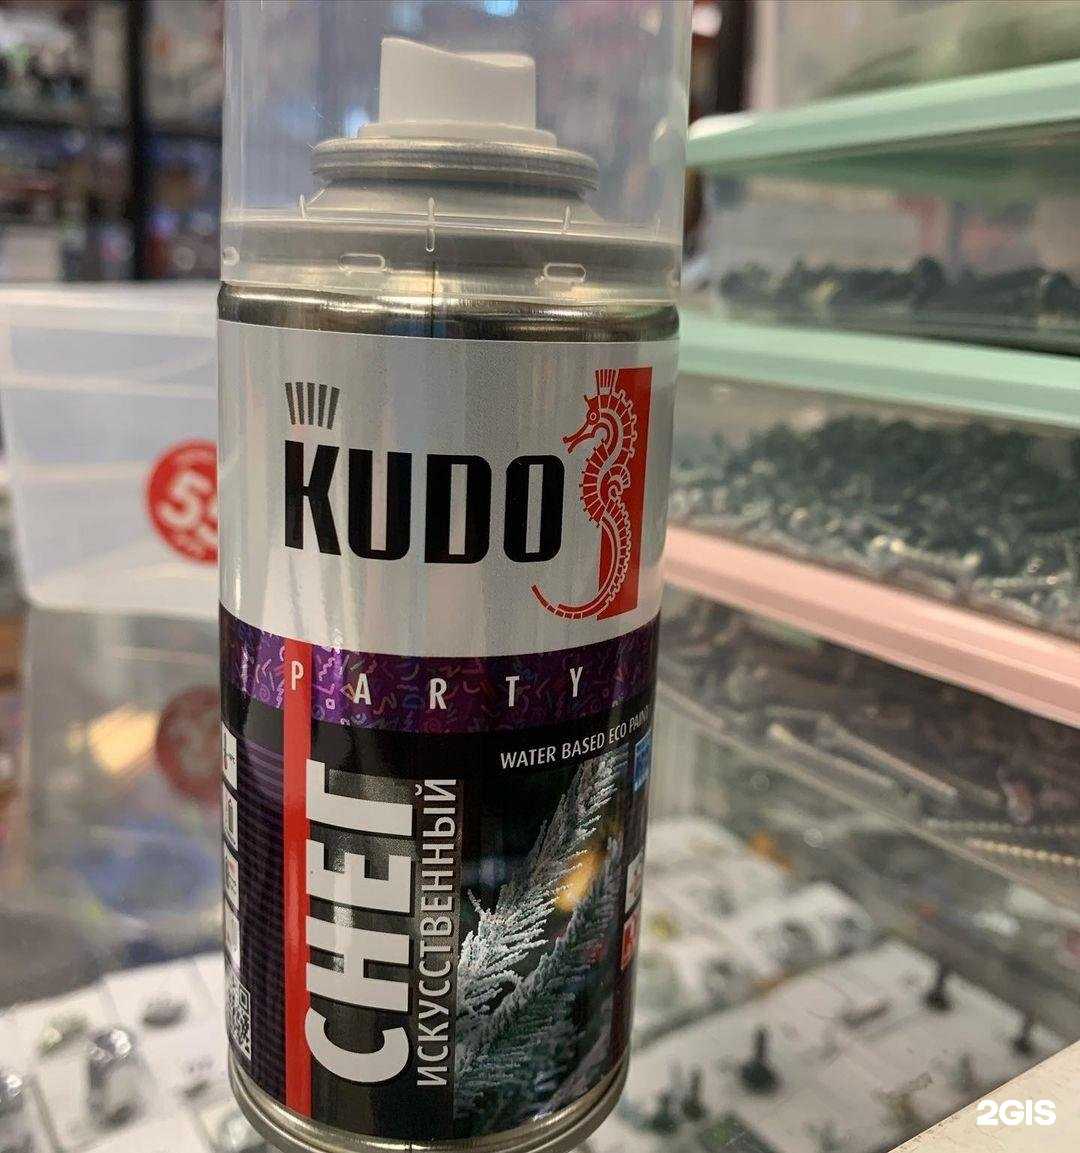 KUDO
PARTY
WATER BASED ECO PAINT
СНЕГ
ИСКУССТВЕННЫЙ
2GIS